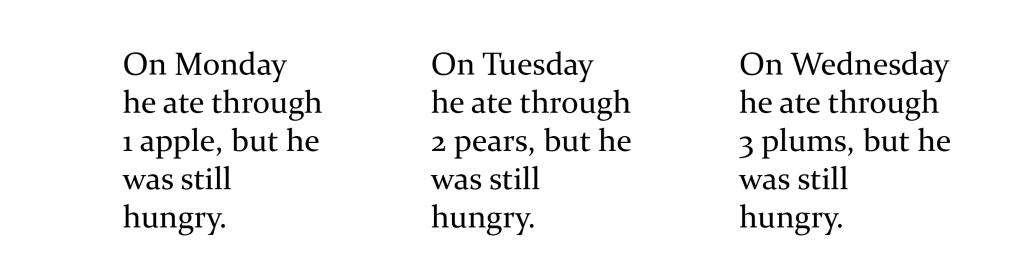 On Monday
he ate through
1 apple, but he
was still
hungry.
On Tuesday
he ate through
2 pears, but he
was still
hungry.
On Wednesday
he ate through
3 plums, but he
was still
hungry.